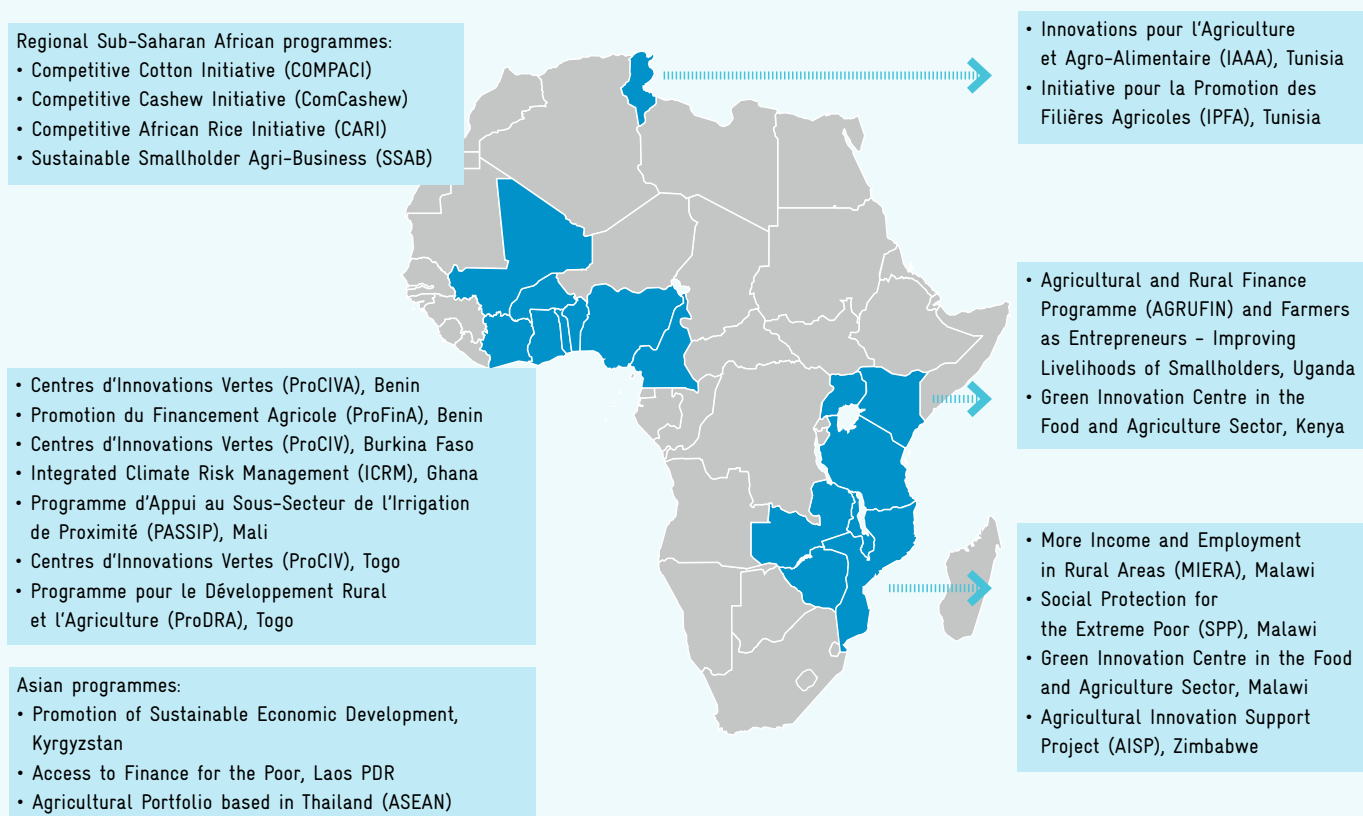 Regional Sub-Saharan African programmes:
• Competitive Cotton Initiative (COMPACI)
• Competitive Cashew Initiative (ComCashew)
• Competitive African Rice Initiative (CARI)
• Sustainable Smallholder Agri-Business (SSAB)
• Innovations pour l'Agriculture
et Agro-Alimentaire (IAAA), Tunisia
• Initiative pour la Promotion des
Filières Agricoles (IPFA), Tunisia
• Agricultural and Rural Finance
Programme (AGRUFIN) and Farmers
as Entrepreneurs – Improving
Livelihoods of Smallholders, Uganda
• Green Innovation Centre in the
Food and Agriculture Sector, Kenya
• Centres d'Innovations Vertes (ProCIVA), Benin
• Promotion du Financement Agricole (ProFinA), Benin
• Centres d'Innovations Vertes (ProCIV), Burkina Faso
• Integrated Climate Risk Management (ICRM), Ghana
• Programme d'Appui au Sous-Secteur de l'Irrigation
de Proximité (PASSIP), Mali
• Centres d'Innovations Vertes (ProCIV), Togo
• Programme pour le Développement Rural
et l'Agriculture (ProDRA), Togo
• More Income and Employment
in Rural Areas (MIERA), Malawi
• Social Protection for
the Extreme Poor (SPP), Malawi
• Green Innovation Centre in the Food
and Agriculture Sector, Malawi
• Agricultural Innovation Support
Project (AISP), Zimbabwe
Asian programmes:
• Promotion of Sustainable Economic Development,
Kyrgyzstan
• Access to Finance for the Poor, Laos PDR
• Agricultural Portfolio based in Thailand (ASEAN)